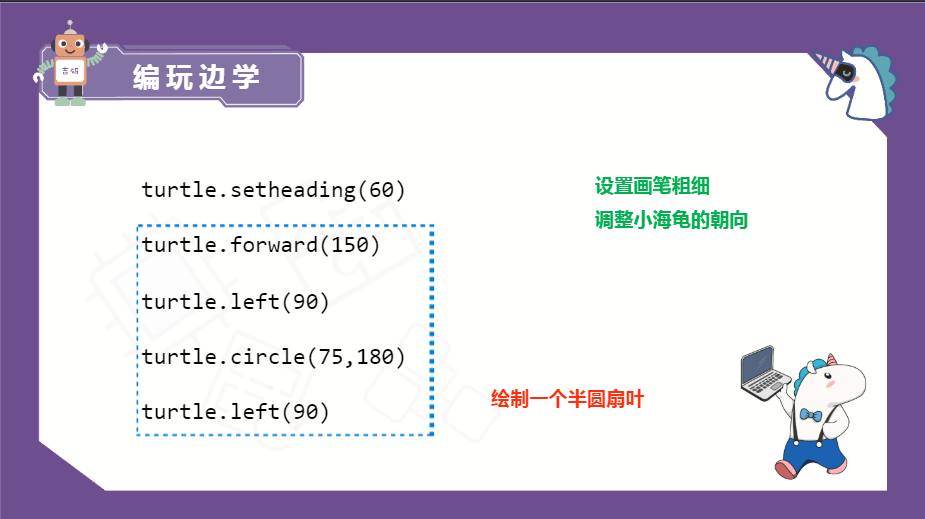 编玩边学
turtle.setheading(60)
设置画笔粗细
调整小海龟的朝向
turtle.forward(150)
turtle.left(90)
turtle.circle(75,180)
绘制一个半圆扇叶
turtle.left(90)